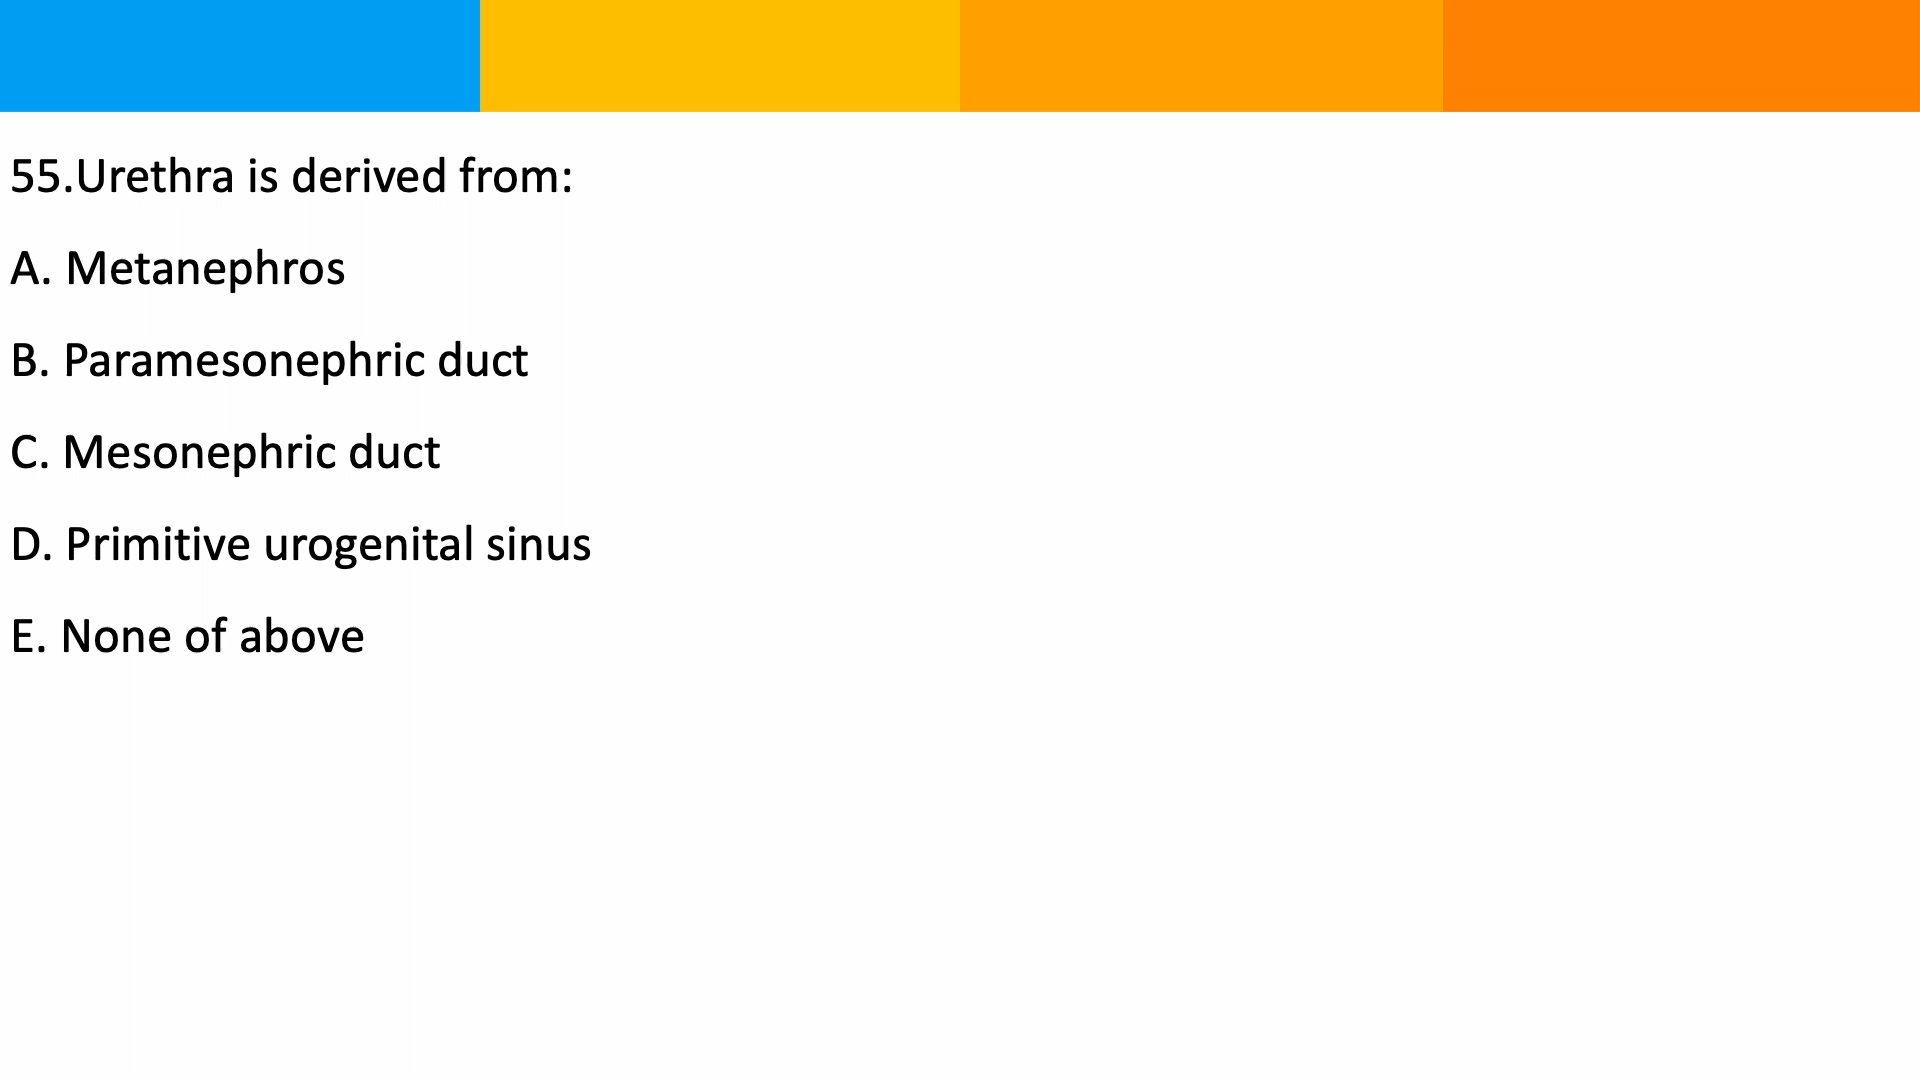 55.Urethra is derived from:
A. Metanephros
B. Paramesonephric duct
C. Mesonephric duct
D. Primitive urogenital sinus
E. None of above